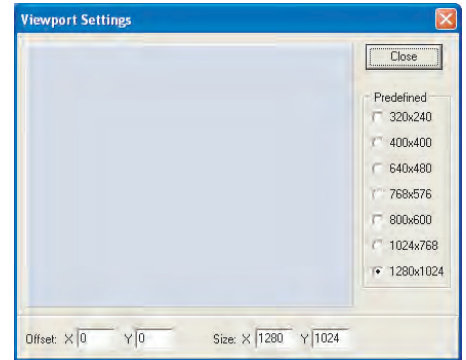 Viewport Settings
Close
Predefined
320x240
400x400
640x480
768x576
800x600
1024x768
1280x1024
Offset: X 0 Y 0 Size: X 1280 Y 1024